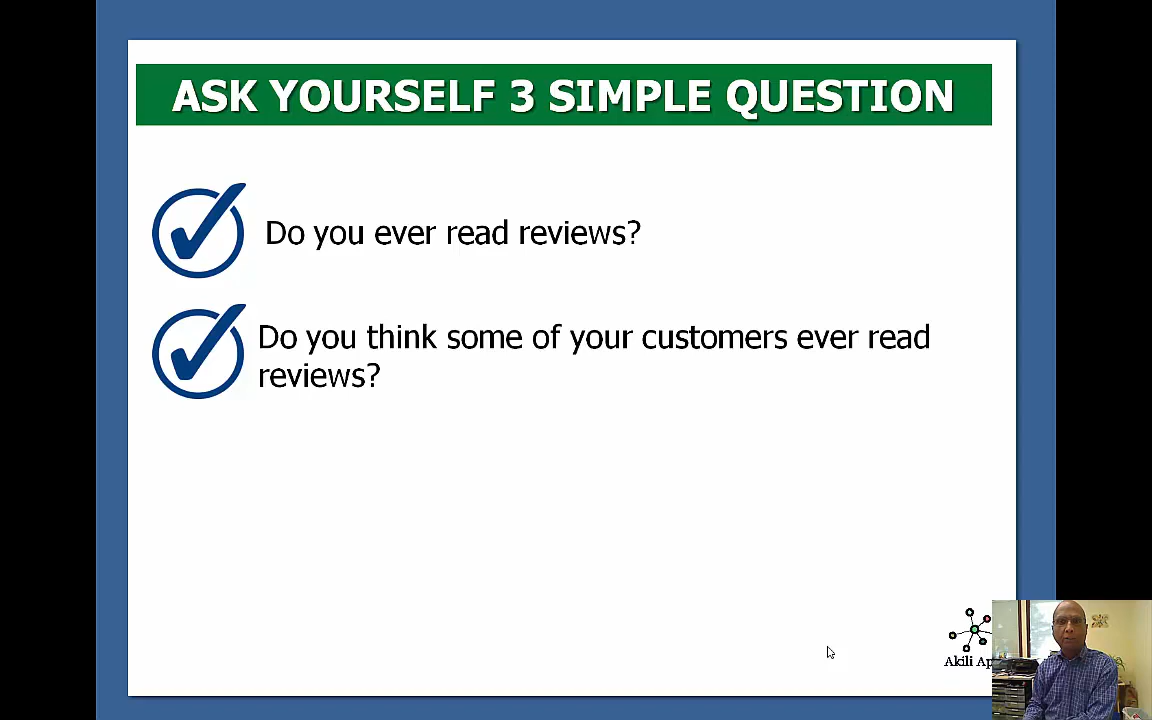 ASK YOURSELF 3 SIMPLE QUESTION
Do you ever read reviews?
Do you think some of your customers ever read
reviews?
Akili